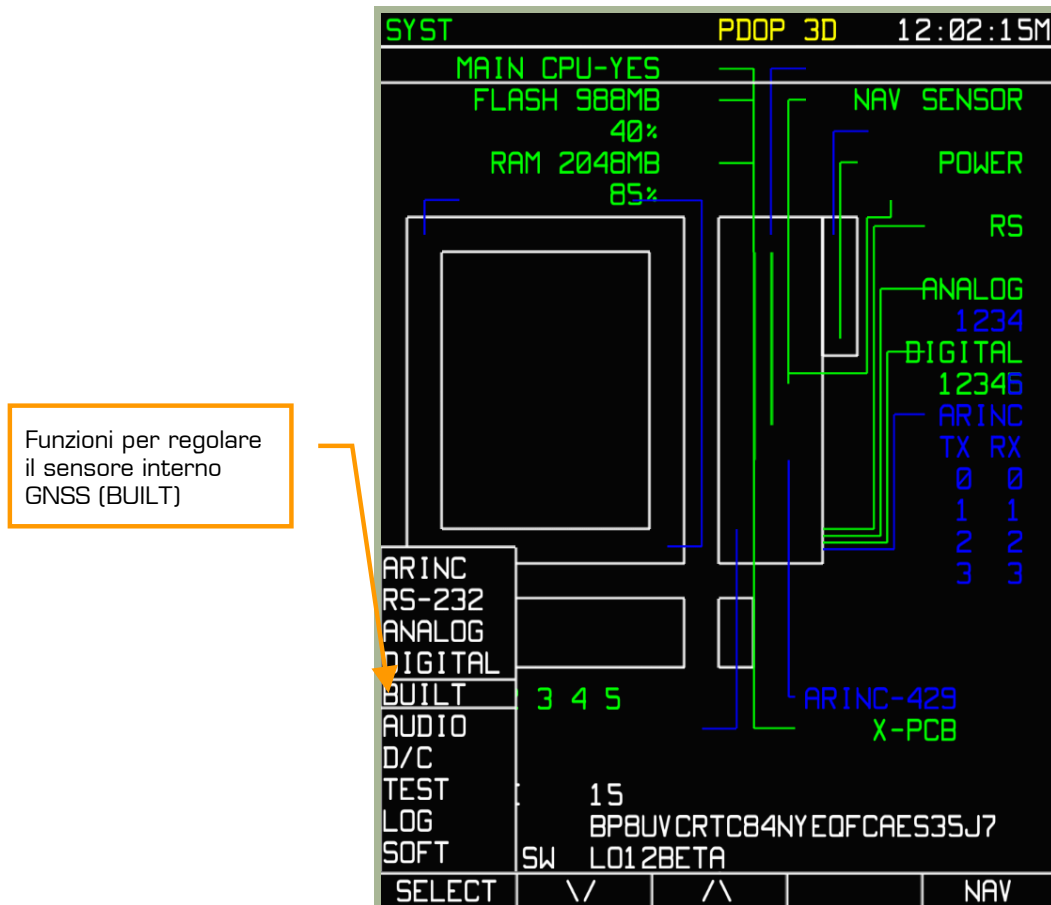 SYST PDOP 3D 12:02:15M
MAIN CPU-YES
FLASH 988MB
40%
RAM 2048MB
85%
NAV SENSOR
POWER
RS
ANALOG
1234
DIGITAL
12345
ARINC
TX RX
0 0
1 1
2 2
3 3
Funzioni per regolare
il sensore interno
GNSS (BUILT)
ARINC
RS-232
ANALOG
DIGITAL
BUILT 3 4 5 ARINC-429
AUDIO X-PCB
D/C
TEST 15
LOG BP8UVCRTC84NYEQFCAES35J7
SOFT SW L012BETA
SELECT \/ /\ NAV